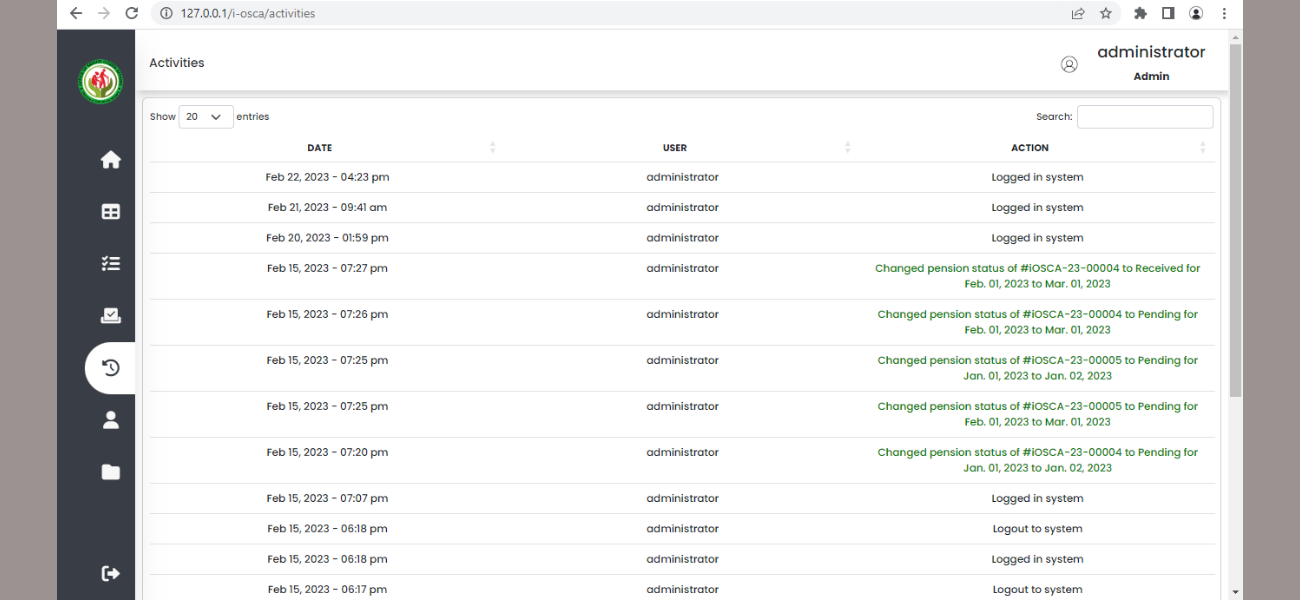 127.0.0.1/i-osca/activities
Activities
administrator
Admin
Show 20 entries
Search:
DATE USER ACTION
Feb 22, 2023 - 04:23 pm administrator Logged in system
Feb 21, 2023 - 09:41 am administrator Logged in system
Feb 20, 2023 - 01:59 pm administrator Logged in system
Feb 15, 2023 - 07:27 pm administrator Changed pension status of #iOSCA-23-00004 to Received for
Feb. 01, 2023 to Mar. 01, 2023
Feb 15, 2023 - 07:26 pm administrator Changed pension status of #iOSCA-23-00004 to Pending for
Feb. 01, 2023 to Mar. 01, 2023
Feb 15, 2023 - 07:25 pm administrator Changed pension status of #iOSCA-23-00005 to Pending for
Jan. 01, 2023 to Jan. 02, 2023
Feb 15, 2023 - 07:25 pm administrator Changed pension status of #iOSCA-23-00005 to Pending for
Feb. 01, 2023 to Mar. 01, 2023
Feb 15, 2023 - 07:20 pm administrator Changed pension status of #iOSCA-23-00004 to Pending for
Jan. 01, 2023 to Jan. 02, 2023
Feb 15, 2023 - 07:07 pm administrator Logged in system
Feb 15, 2023 - 06:18 pm administrator Logout to system
Feb 15, 2023 - 06:18 pm administrator Logged in system
Feb 15, 2023 - 06:17 pm administrator Logout to system